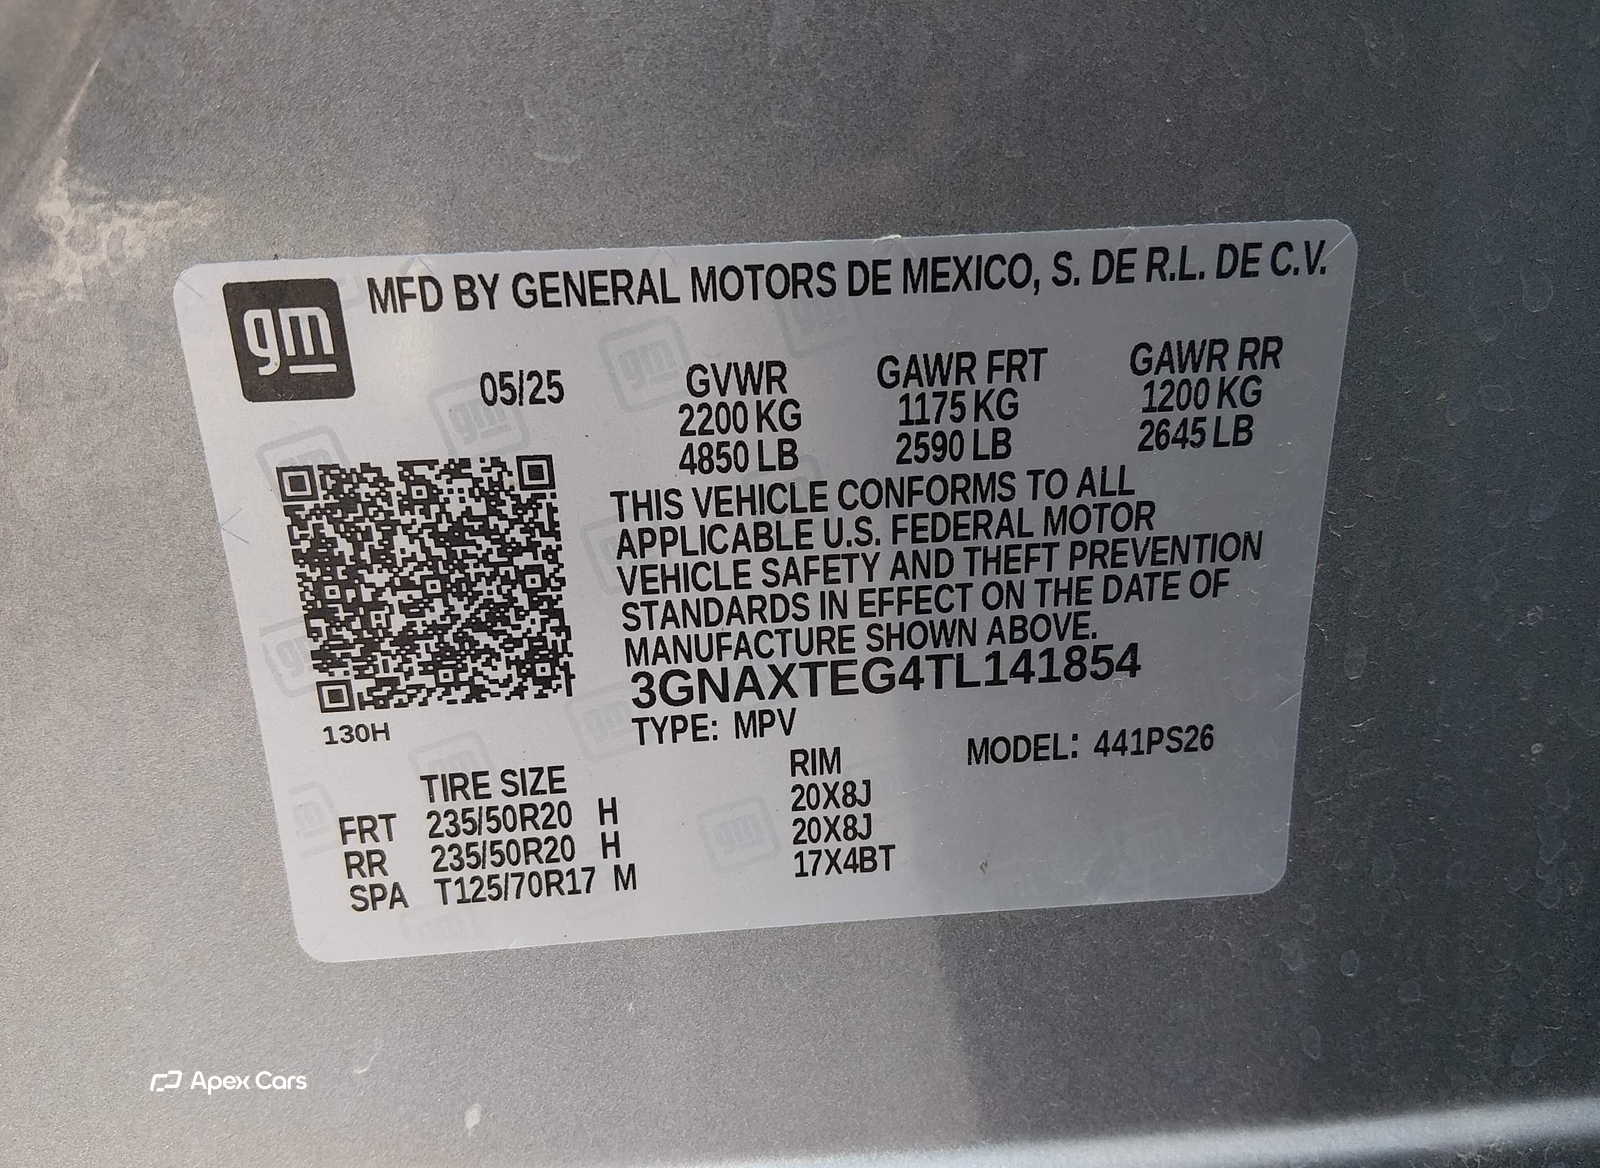 gm MFD BY GENERAL MOTORS DE MEXICO, S. DE R.L. DE C.V.
05/25 GVWR GAWR FRT GAWR RR
2200 KG 1175 KG 1200 KG
4850 LB 2590 LB 2645 LB
THIS VEHICLE CONFORMS TO ALL
APPLICABLE U.S. FEDERAL MOTOR
VEHICLE SAFETY AND THEFT PREVENTION
STANDARDS IN EFFECT ON THE DATE OF
MANUFACTURE SHOWN ABOVE.
3GNAXTEG4TL141854
130H
TYPE: MPV MODEL: 441PS26
TIRE SIZE RIM
FRT 235/50R20 H 20X8J
RR 235/50R20 H 20X8J
SPA T125/70R17 M 17X4BT
Apex Cars